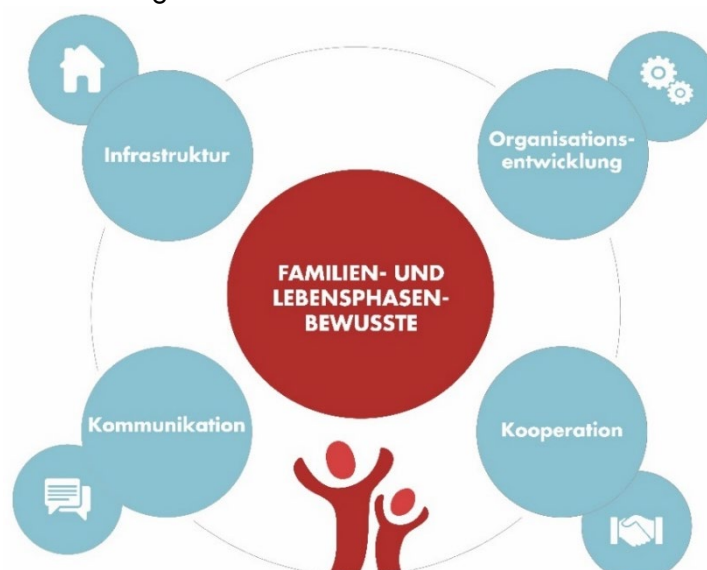 Infrastruktur
Organisations-
entwicklung
FAMILIEN- UND
LEBENSPHASEN-
BEWUSSTE
Kommunikation
Kooperation